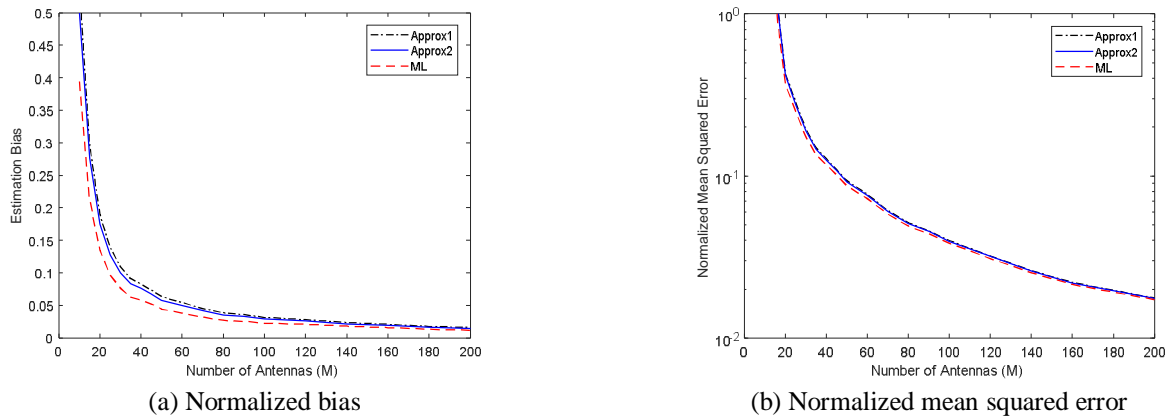 0.5
0.45
0.4
0.35
0.3
0.25
0.2
0.15
0.1
0.05
0
Estimation Bias
Approx1
Approx2
ML
0 20 40 60 80 100 120 140 160 180 200
Number of Antennas (M)
(a) Normalized bias
10^0
10^-1
10^-2
Normalized Mean Squared Error
Approx1
Approx2
ML
0 20 40 60 80 100 120 140 160 180 200
Number of Antennas (M)
(b) Normalized mean squared error